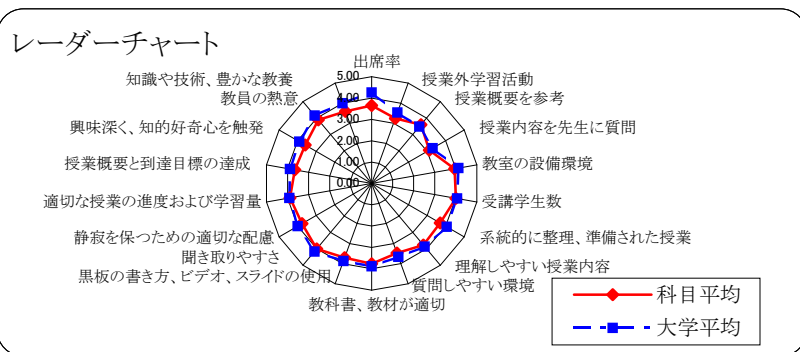 レーダーチャート
出席率
授業外学習活動
授業概要を参考
授業内容を先生に質問
教室の設備環境
受講学生数
系統的に整理、準備された授業
理解しやすい授業内容
質問しやすい環境
教科書、教材が適切
黒板の書き方、ビデオ、スライドの使用
聞き取りやすさ
静寂を保つための適切な配慮
適切な授業の進度および学習量
授業概要と到達目標の達成
興味深く、知的好奇心を触発
教員の熱意
知識や技術、豊かな教養
5.00
4.00
3.00
2.00
1.00
0.00
科目平均
大学平均